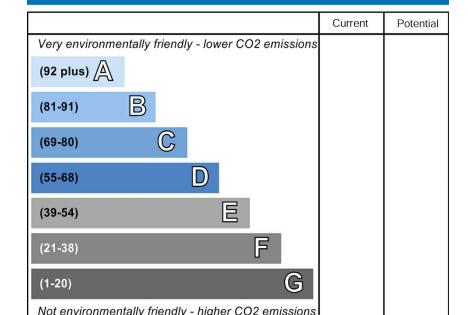 Current Potential
Very environmentally friendly - lower CO2 emissions
(92 plus) A
(81-91) B
(69-80) C
(55-68) D
(39-54) E
(21-38) F
(1-20) G
Not environmentally friendly - higher CO2 emissions